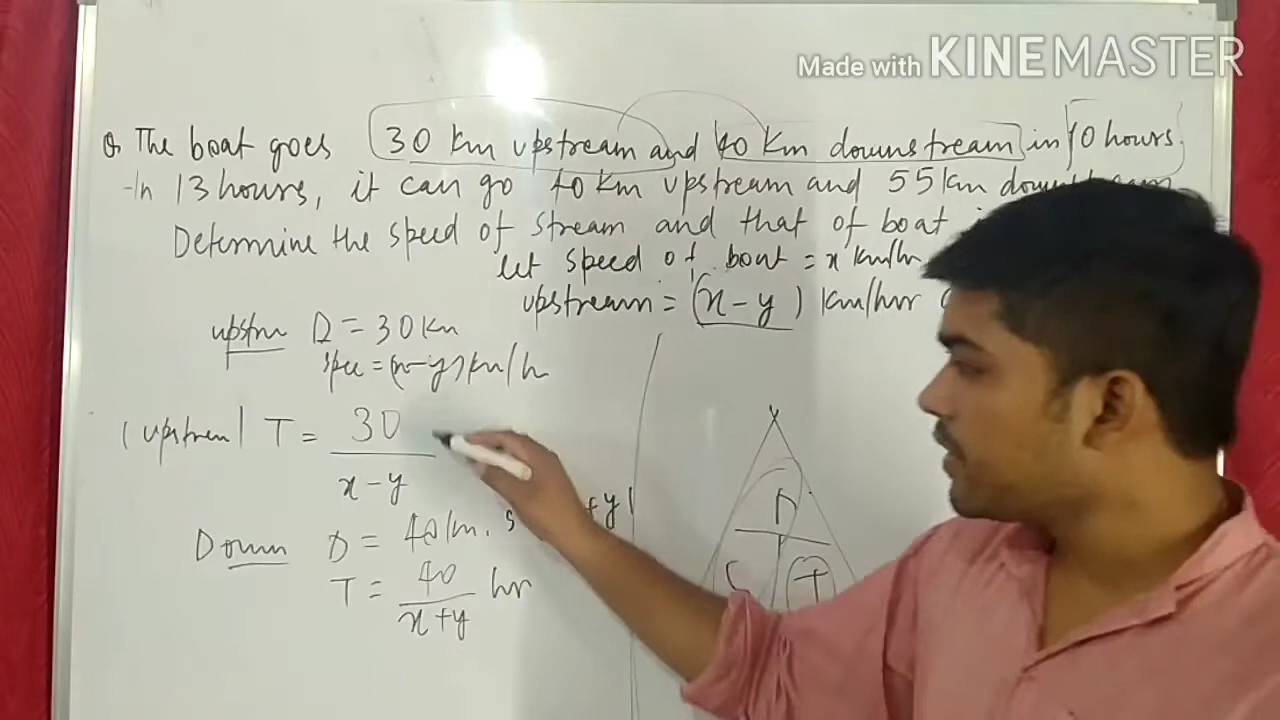 Made with KINEMASTER
Q The boat goes 30 Km upstream and 40 Km downstream in 10 hours.
In 13 hours, it can go 40 Km upstream and 55 km downstream
Determine the speed of stream and that of boat
let speed of boat = x km/hr
upstream = (x-y) km/hr
upstm D = 30 Km
spee = (x-y) km/h
(upstrem) T = 30
x-y
Down D = 40 km. s +y)
T = 40 hr
x+y
D
S T